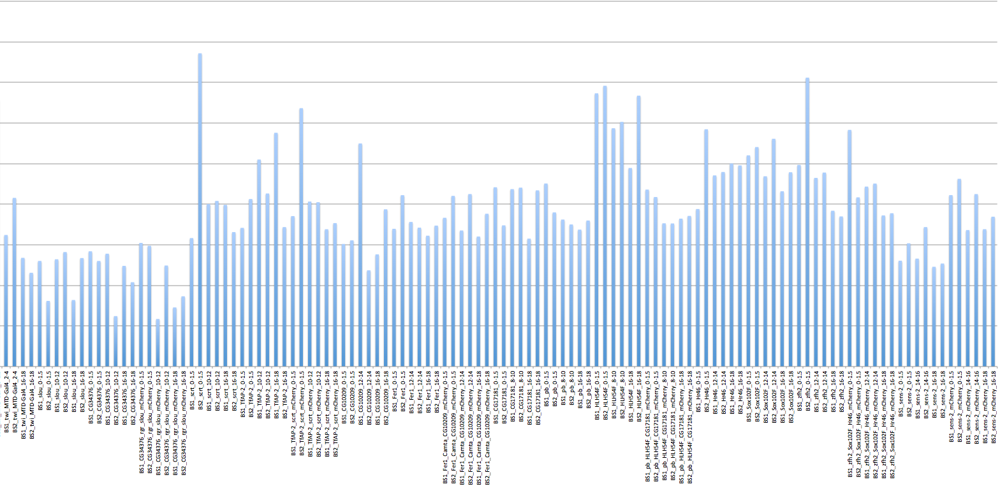 BS1_twi_MTD-Gal4_2-4
BS2_twi_MTD-Gal4_2-4
BS1_twi_MTD-Gal4_16-18
BS2_twi_MTD-Gal4_16-18
BS1_slou_0-1.5
BS2_slou_0-1.5
BS1_slou_10-12
BS2_slou_10-12
BS1_slou_16-18
BS2_slou_16-18
BS1_CG34376_0-1.5
BS2_CG34376_0-1.5
BS1_CG34376_10-12
BS2_CG34376_10-12
BS1_CG34376_16-18
BS2_CG34376_16-18
BS1_CG34376_rgr_slou_mCherry_0-1.5
BS2_CG34376_rgr_slou_mCherry_0-1.5
BS1_CG34376_rgr_slou_mCherry_10-12
BS2_CG34376_rgr_slou_mCherry_10-12
BS1_CG34376_rgr_slou_mCherry_16-18
BS2_CG34376_rgr_slou_mCherry_16-18
BS1_scrt_0-1.5
BS2_scrt_0-1.5
BS1_scrt_10-12
BS2_scrt_10-12
BS1_scrt_16-18
BS2_scrt_16-18
BS1_TfAP-2_0-1.5
BS2_TfAP-2_0-1.5
BS1_TfAP-2_10-12
BS2_TfAP-2_10-12
BS1_TfAP-2_16-18
BS2_TfAP-2_16-18
BS1_TfAP-2_scrt_mCherry_0-1.5
BS2_TfAP-2_scrt_mCherry_0-1.5
BS1_TfAP-2_scrt_mCherry_10-12
BS2_TfAP-2_scrt_mCherry_10-12
BS1_TfAP-2_scrt_mCherry_16-18
BS2_TfAP-2_scrt_mCherry_16-18
BS1_CG10209_0-1.5
BS2_CG10209_0-1.5
BS1_CG10209_12-14
BS2_CG10209_12-14
BS1_CG10209_16-18
BS2_CG10209_16-18
BS1_Fer1_0-1.5
BS2_Fer1_0-1.5
BS1_Fer1_12-14
BS2_Fer1_12-14
BS1_Fer1_16-18
BS2_Fer1_16-18
BS1_Fer1_Camta_CG10209_mCherry_0-1.5
BS2_Fer1_Camta_CG10209_mCherry_0-1.5
BS1_Fer1_Camta_CG10209_mCherry_12-14
BS2_Fer1_Camta_CG10209_mCherry_12-14
BS1_Fer1_Camta_CG10209_mCherry_16-18
BS2_Fer1_Camta_CG10209_mCherry_16-18
BS1_CG17181_0-1.5
BS2_CG17181_0-1.5
BS1_CG17181_8-10
BS2_CG17181_8-10
BS1_CG17181_16-18
BS2_CG17181_16-18
BS1_pb_0-1.5
BS2_pb_0-1.5
BS1_pb_8-10
BS2_pb_8-10
BS1_pb_16-18
BS2_pb_16-18
BS1_HLH54F_0-1.5
BS2_HLH54F_0-1.5
BS1_HLH54F_8-10
BS2_HLH54F_8-10
BS1_HLH54F_16-18
BS2_HLH54F_16-18
BS1_pb_HLH54F_CG17181_mCherry_0-1.5
BS2_pb_HLH54F_CG17181_mCherry_0-1.5
BS1_pb_HLH54F_CG17181_mCherry_8-10
BS2_pb_HLH54F_CG17181_mCherry_8-10
BS1_pb_HLH54F_CG17181_mCherry_16-18
BS2_pb_HLH54F_CG17181_mCherry_16-18
BS1_Hr46_0-1.5
BS2_Hr46_0-1.5
BS1_Hr46_12-14
BS2_Hr46_12-14
BS1_Hr46_16-18
BS2_Hr46_16-18
BS1_Sox102F_0-1.5
BS2_Sox102F_0-1.5
BS1_Sox102F_12-14
BS2_Sox102F_12-14
BS1_Sox102F_16-18
BS2_Sox102F_16-18
BS1_zfh2_0-1.5
BS2_zfh2_0-1.5
BS1_zfh2_12-14
BS2_zfh2_12-14
BS1_zfh2_16-18
BS2_zfh2_16-18
BS1_zfh2_Sox102F_Hr46_mCherry_0-1.5
BS2_zfh2_Sox102F_Hr46_mCherry_0-1.5
BS1_zfh2_Sox102F_Hr46_mCherry_12-14
BS2_zfh2_Sox102F_Hr46_mCherry_12-14
BS1_zfh2_Sox102F_Hr46_mCherry_16-18
BS2_zfh2_Sox102F_Hr46_mCherry_16-18
BS1_sens-2_0-1.5
BS2_sens-2_0-1.5
BS1_sens-2_14-16
BS2_sens-2_14-16
BS1_sens-2_16-18
BS2_sens-2_16-18
BS1_sens-2_mCherry_0-1.5
BS2_sens-2_mCherry_0-1.5
BS1_sens-2_mCherry_14-16
BS2_sens-2_mCherry_14-16
BS1_sens-2_mCherry_16-18
BS2_sens-2_mCherry_16-18